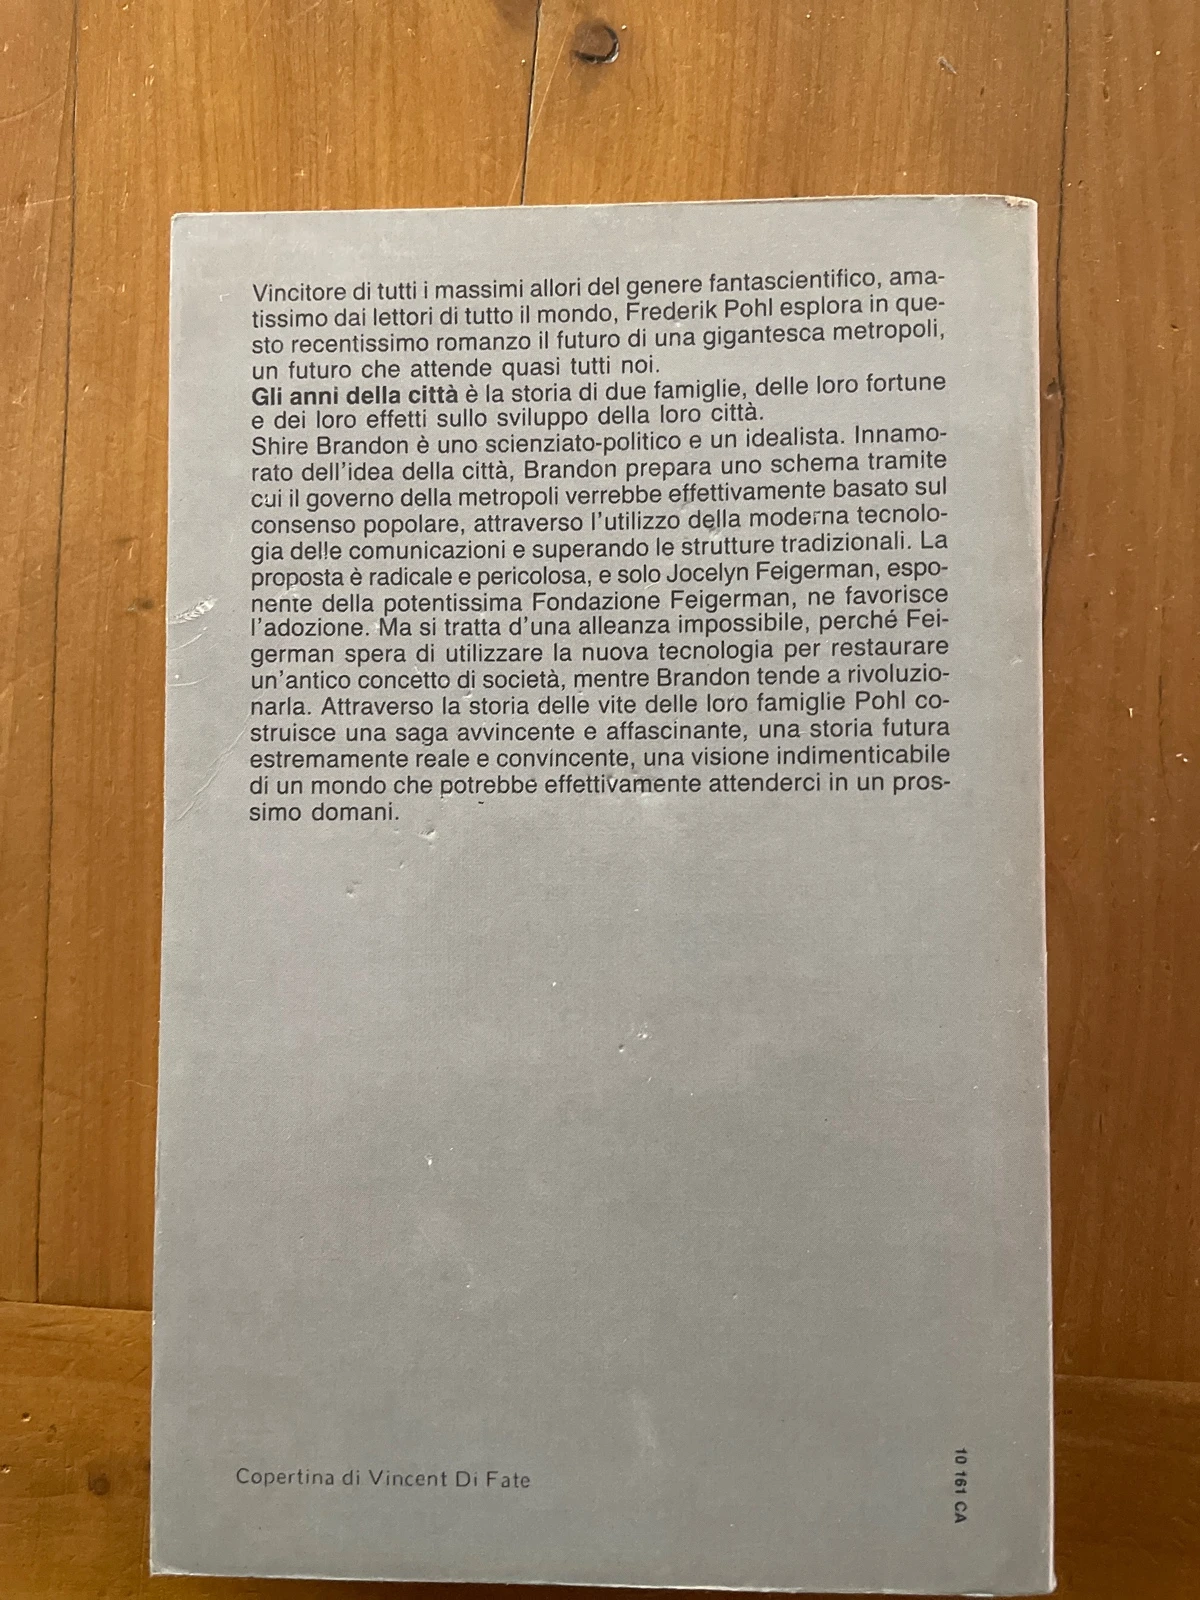 Vincitore di tutti i massimi allori del genere fantascientifico, ama-
tissimo dai lettori di tutto il mondo, Frederik Pohl esplora in que-
sto recentissimo romanzo il futuro di una gigantesca metropoli,
un futuro che attende quasi tutti noi.
Gli anni della città è la storia di due famiglie, delle loro fortune
e dei loro effetti sullo sviluppo della loro città.
Shire Brandon è uno scienziato-politico e un idealista. Innamo-
rato dell'idea della città, Brandon prepara uno schema tramite
cui il governo della metropoli verrebbe effettivamente basato sul
consenso popolare, attraverso l'utilizzo della moderna tecnolo-
gia delle comunicazioni e superando le strutture tradizionali. La
proposta è radicale e pericolosa, e solo Jocelyn Feigerman, espo-
nente della potentissima Fondazione Feigerman, ne favorisce
l'adozione. Ma si tratta d'una alleanza impossibile, perché Fei-
german spera di utilizzare la nuova tecnologia per restaurare
un'antico concetto di società, mentre Brandon tende a rivoluzio-
narla. Attraverso la storia delle vite delle loro famiglie Pohl co-
struisce una saga avvincente e affascinante, una storia futura
estremamente reale e convincente, una visione indimenticabile
di un mondo che potrebbe effettivamente attenderci in un pros-
simo domani.
Copertina di Vincent Di Fate
10 161 CA